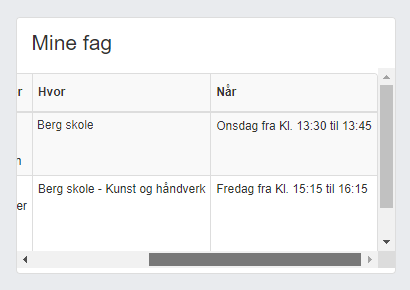 Mine fag
r Hvor Når
Berg skole Onsdag fra Kl. 13:30 til 13:45
n
Berg skole - Kunst og håndverk Fredag fra Kl. 15:15 til 16:15
er